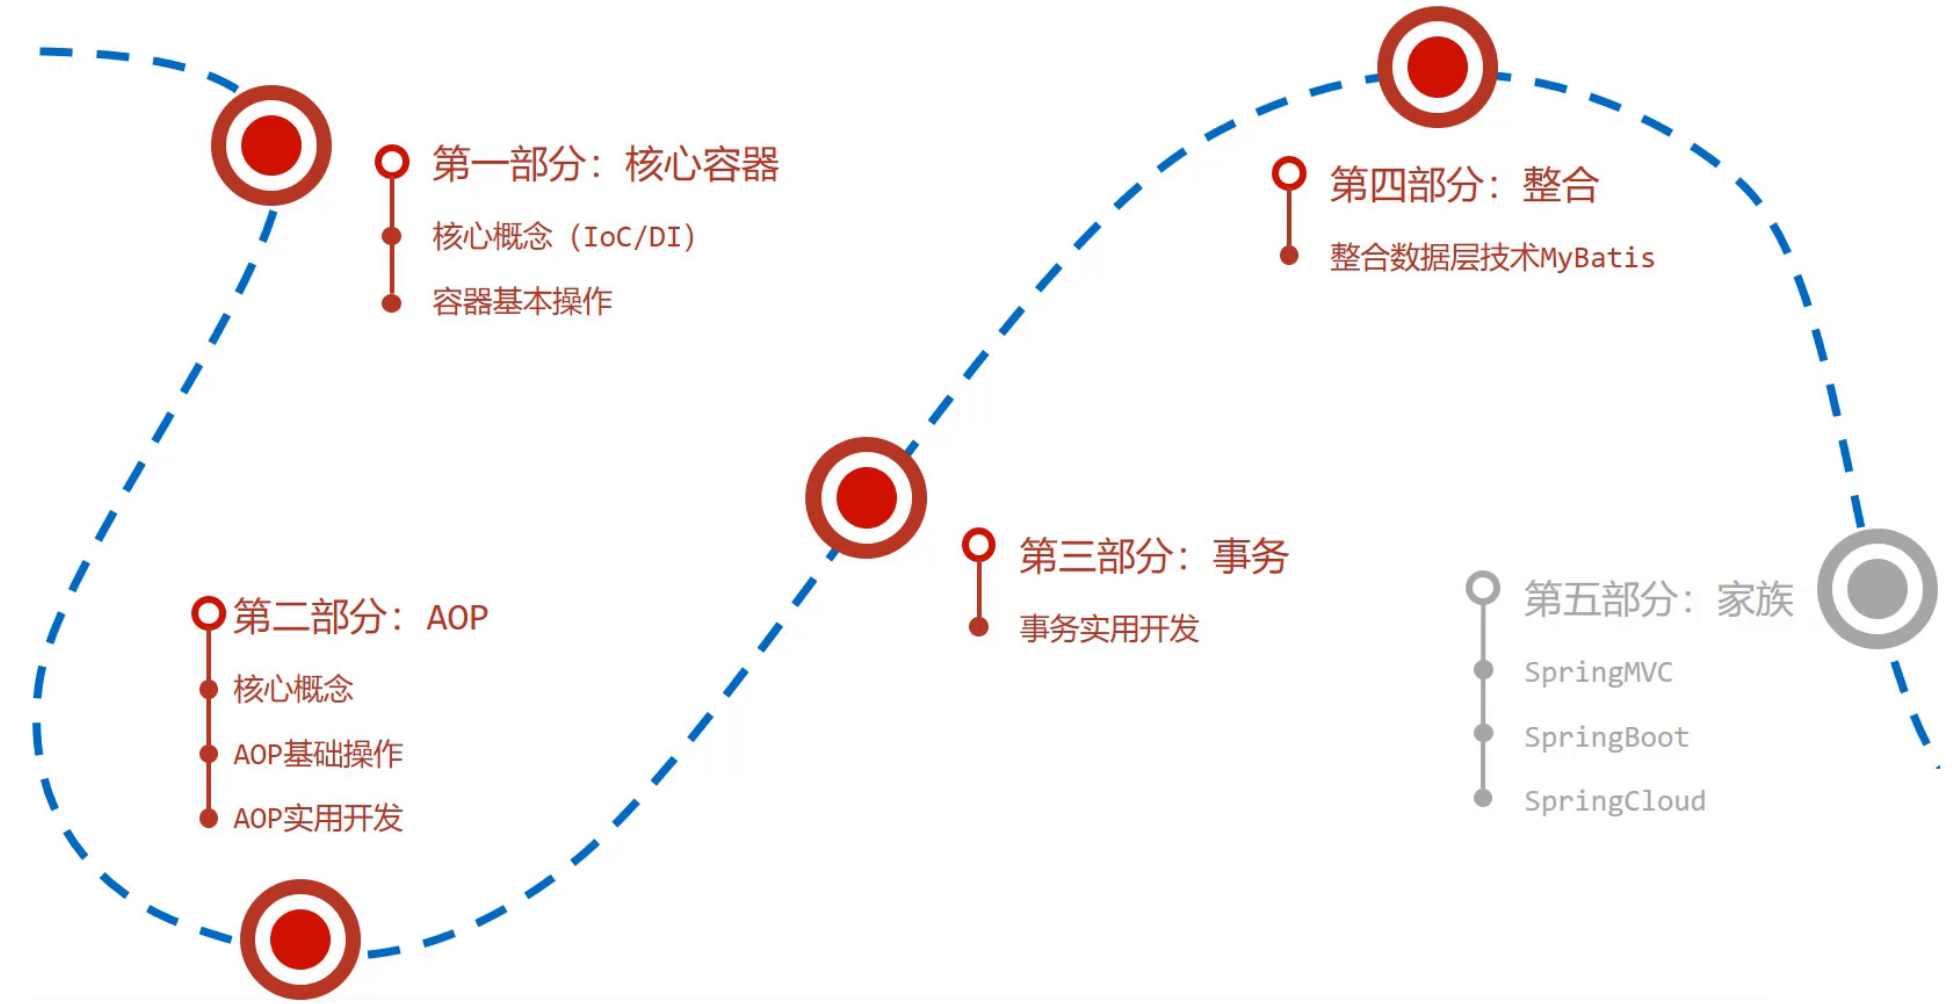 第一部分：核心容器
核心概念（IoC/DI）
容器基本操作
第二部分：AOP
核心概念
AOP基础操作
AOP实用开发
第三部分：事务
事务实用开发
第四部分：整合
整合数据层技术MyBatis
第五部分：家族
SpringMVC
SpringBoot
SpringCloud